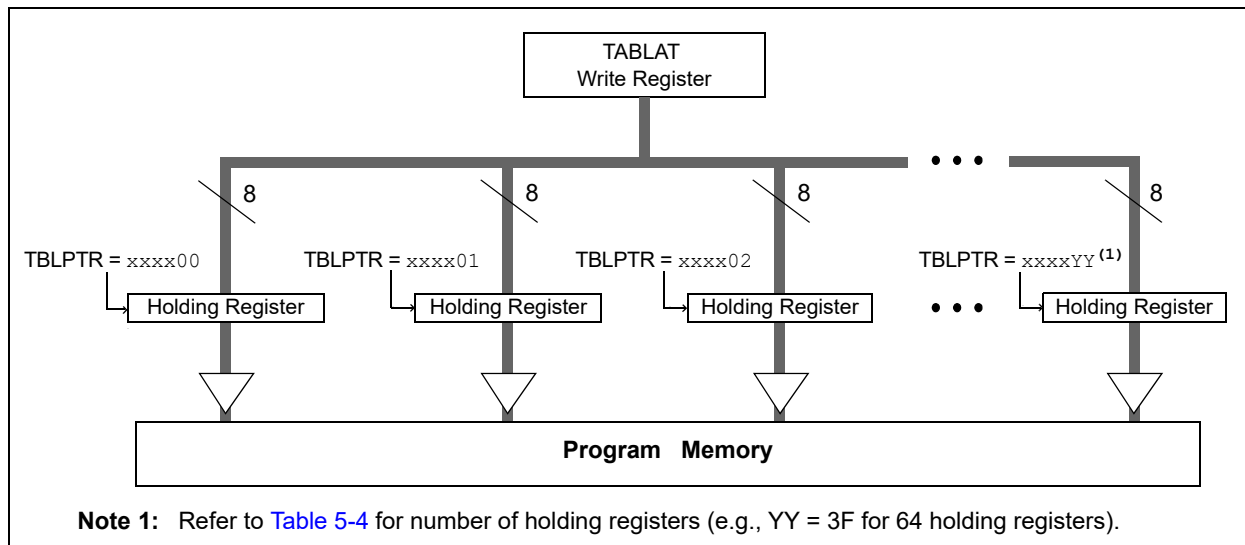 TABLAT
Write Register
• • •
8 8 8 8
TBLPTR = xxxx00 TBLPTR = xxxx01 TBLPTR = xxxx02 TBLPTR = xxxxYY(1)
Holding Register Holding Register Holding Register • • • Holding Register
Program Memory
Note 1: Refer to Table 5-4 for number of holding registers (e.g., YY = 3F for 64 holding registers).